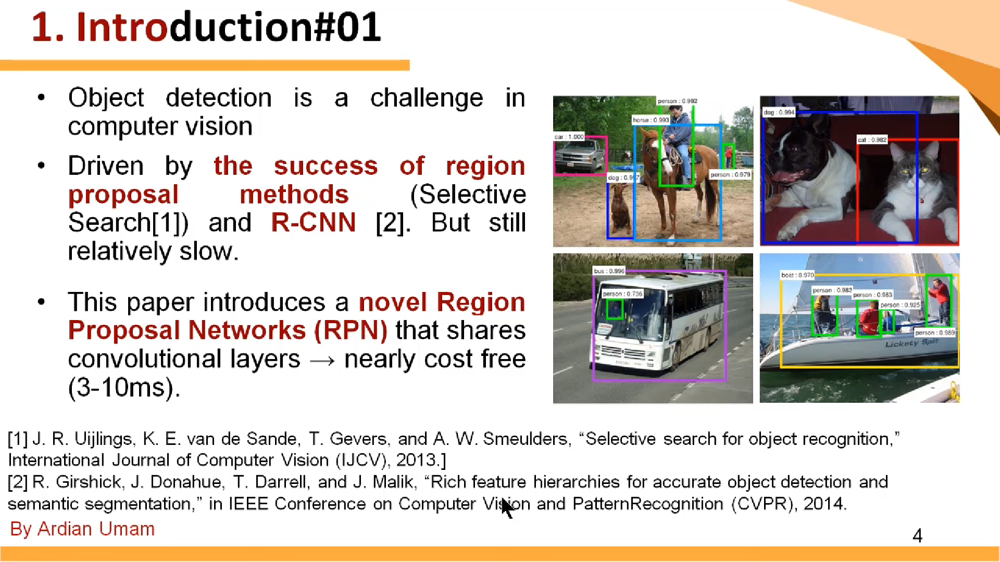 1. Introduction#01
• Object detection is a challenge in
computer vision
• Driven by the success of region
proposal methods (Selective
Search[1]) and R-CNN [2]. But still
relatively slow.
• This paper introduces a novel Region
Proposal Networks (RPN) that shares
convolutional layers → nearly cost free
(3-10ms).
person : 0.992
horse : 0.993
car : 1.000
person : 0.979
dog : 0.997
dog : 0.994
cat : 0.982
bus : 0.996
person : 0.736
boat : 0.970
person : 0.983
person : 0.983
person : 0.925
person : 0.989
Lickety Split
[1] J. R. Uijlings, K. E. van de Sande, T. Gevers, and A. W. Smeulders, “Selective search for object recognition,”
International Journal of Computer Vision (IJCV), 2013.]
[2] R. Girshick, J. Donahue, T. Darrell, and J. Malik, “Rich feature hierarchies for accurate object detection and
semantic segmentation,” in IEEE Conference on Computer Vision and PatternRecognition (CVPR), 2014.
By Ardian Umam
4